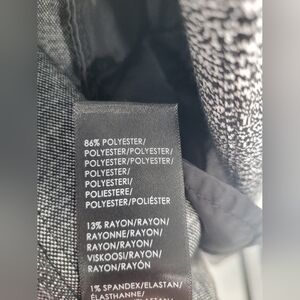 86% POLYESTER/
POLYESTER/POLYESTER/
POLYESTER/POLYESTER/
POLYESTER/
POLYESTERI/
POLIESTERE/
POLYESTER/POLIÉSTER
13% RAYON/RAYON/
RAYONNE/RAYON/
RAYON/RAYON/
VISKOOSI/RAYON/
RAYON/RAYÓN
1% SPANDEX/ELASTAN/
ÉLASTHANNE/